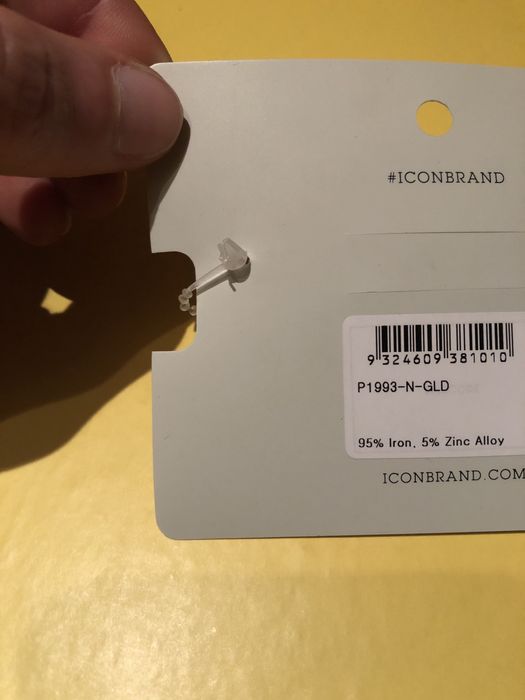 #ICONBRAND
9 324609 381010
P1993-N-GLD
95% Iron, 5% Zinc Alloy
ICONBRAND.COM